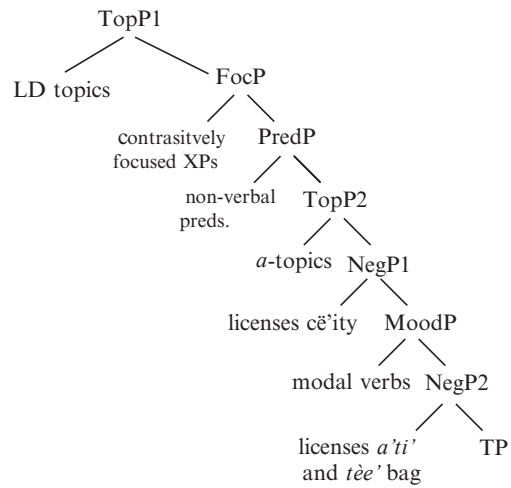 TopP1
LD topics
FocP
contrasitvely
focused XPs
PredP
non-verbal
preds.
TopP2
a-topics
NegP1
licenses cë'ity
MoodP
modal verbs
NegP2
licenses a'ti'
and tèe' bag
TP